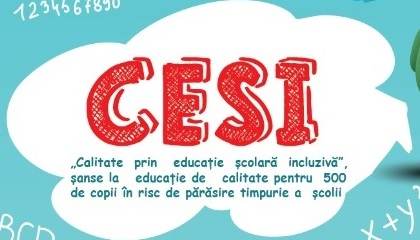 1234567890
CESI
„Calitate prin educație școlară incluzivă”,
șanse la educație de calitate pentru 500
de copii în risc de părăsire timpurie a școlii
BCD
x+y